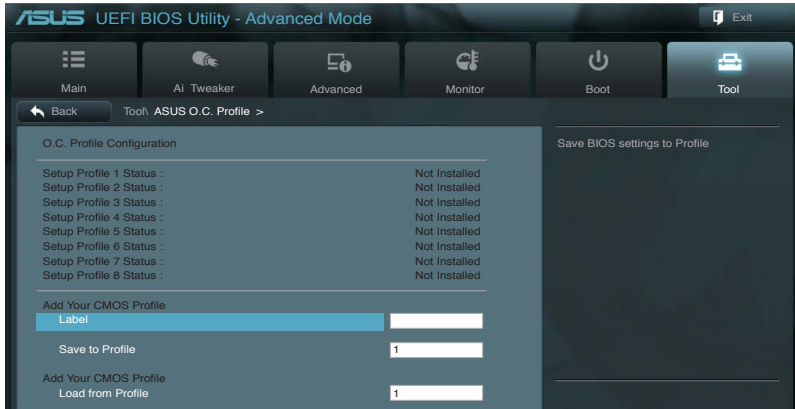 ASUS UEFI BIOS Utility - Advanced Mode
Exit
Main
Ai Tweaker
Advanced
Monitor
Boot
Tool
Back
Tool\ ASUS O.C. Profile >
O.C. Profile Configuration
Save BIOS settings to Profile
Setup Profile 1 Status : Not Installed
Setup Profile 2 Status : Not Installed
Setup Profile 3 Status : Not Installed
Setup Profile 4 Status : Not Installed
Setup Profile 5 Status : Not Installed
Setup Profile 6 Status : Not Installed
Setup Profile 7 Status : Not Installed
Setup Profile 8 Status : Not Installed
Add Your CMOS Profile
Label
Save to Profile 1
Add Your CMOS Profile
Load from Profile 1